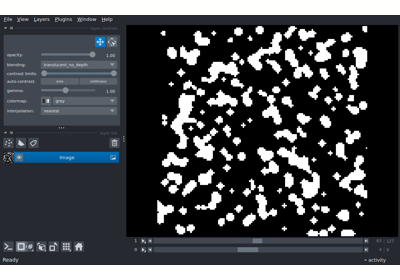 File View Layers Plugins Window Help
opacity: 1.00
blending: translucent_no_depth
contrast limits:
auto-contrast: once continuous
gamma: 1.00
colormap: gray
interpolation: nearest
Image
1
0
Ready
activity